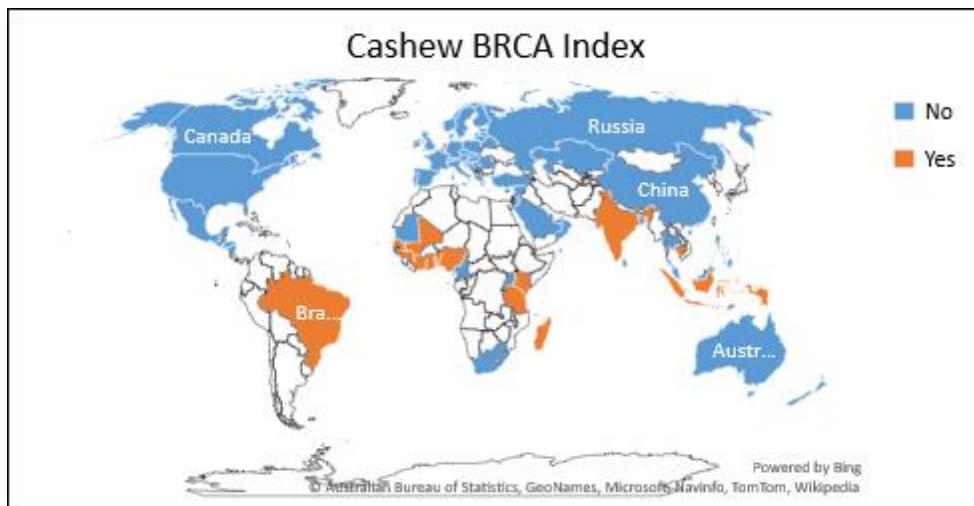 Cashew BRCA Index
Canada
Russia
No
Yes
China
Bra...
Austr...
Powered by Bing
© Australian Bureau of Statistics, GeoNames, Microsoft, Navinfo, TomTom, Wikipedia